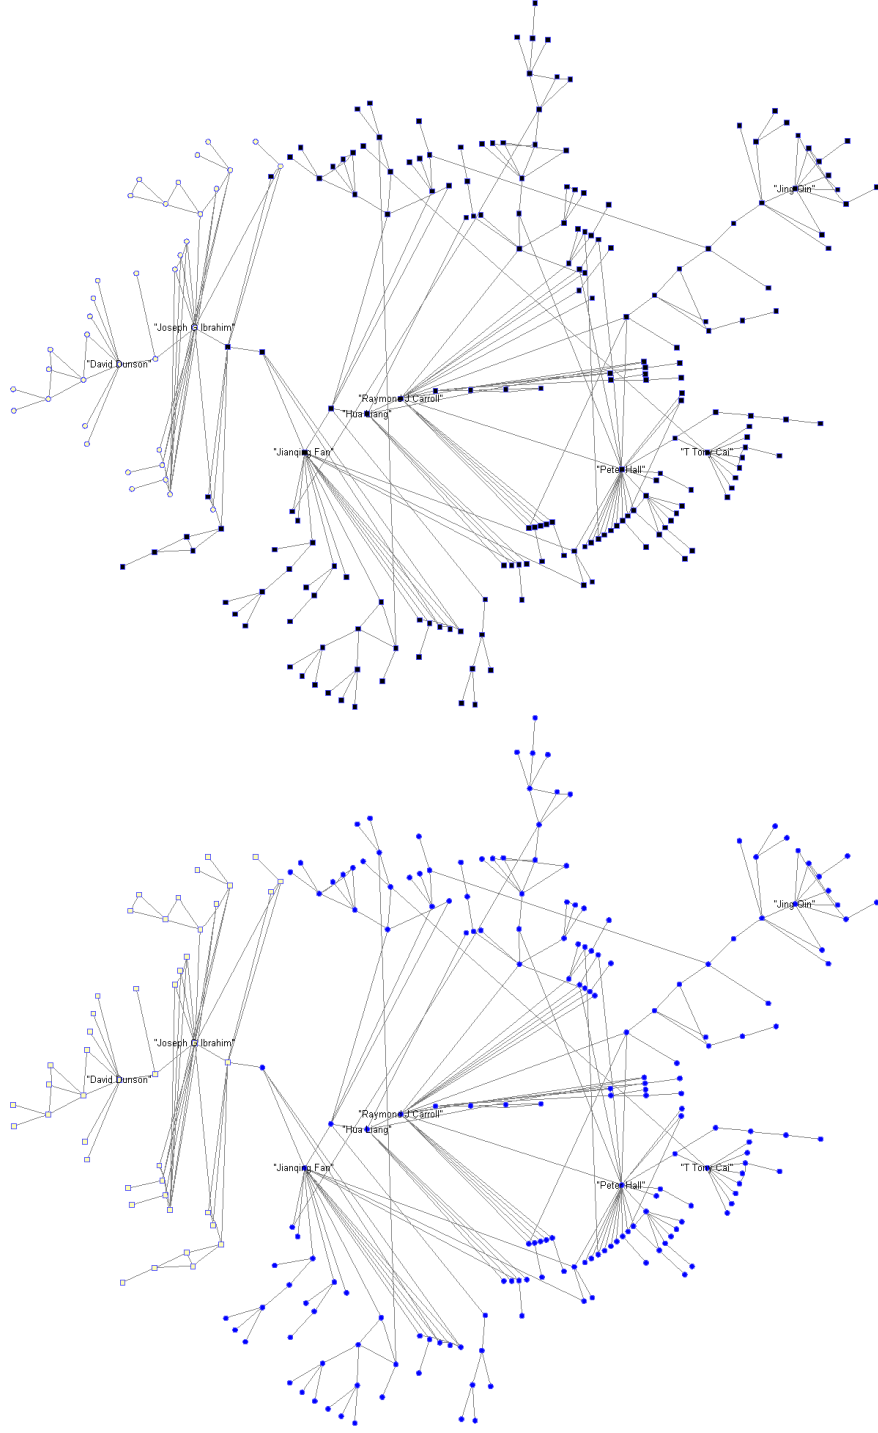 "Jing Qin"
"Joseph G Ibrahim"
"David Dunson"
"Raymond J Carroll"
"Hua Liang"
"Jianqing Fan"
"Peter Hall"
"T Tony Cai"
"Jing Qin"
"Joseph G Ibrahim"
"David Dunson"
"Raymond J Carroll"
"Hua Liang"
"Jianqing Fan"
"Peter Hall"
"T Tony Cai"